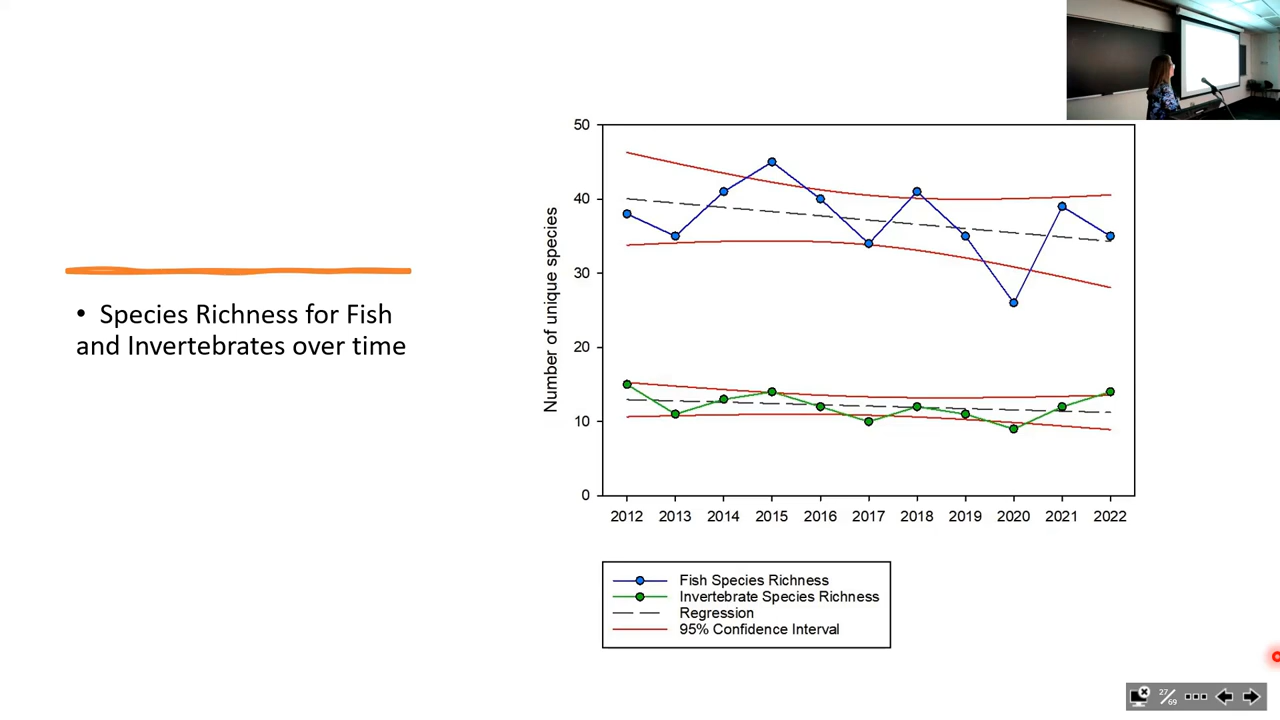 • Species Richness for Fish
and Invertebrates over time
Number of unique species
50
40
30
20
10
0
2012 2013 2014 2015 2016 2017 2018 2019 2020 2021 2022
Fish Species Richness
Invertebrate Species Richness
Regression
95% Confidence Interval
27/69